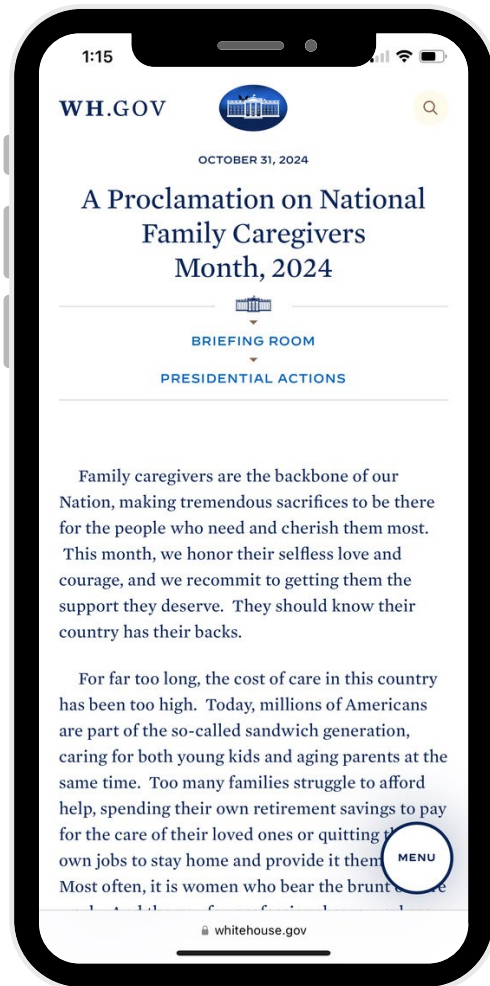 1:15
WH.GOV
OCTOBER 31, 2024
A Proclamation on National
Family Caregivers
Month, 2024
BRIEFING ROOM
PRESIDENTIAL ACTIONS
Family caregivers are the backbone of our
Nation, making tremendous sacrifices to be there
for the people who need and cherish them most.
This month, we honor their selfless love and
courage, and we recommit to getting them the
support they deserve. They should know their
country has their backs.
For far too long, the cost of care in this country
has been too high. Today, millions of Americans
are part of the so-called sandwich generation,
caring for both young kids and aging parents at the
same time. Too many families struggle to afford
help, spending their own retirement savings to pay
for the care of their loved ones or quitting
own jobs to stay home and provide it
MENU
Most often, it is women who bear the brunt
whitehouse.gov